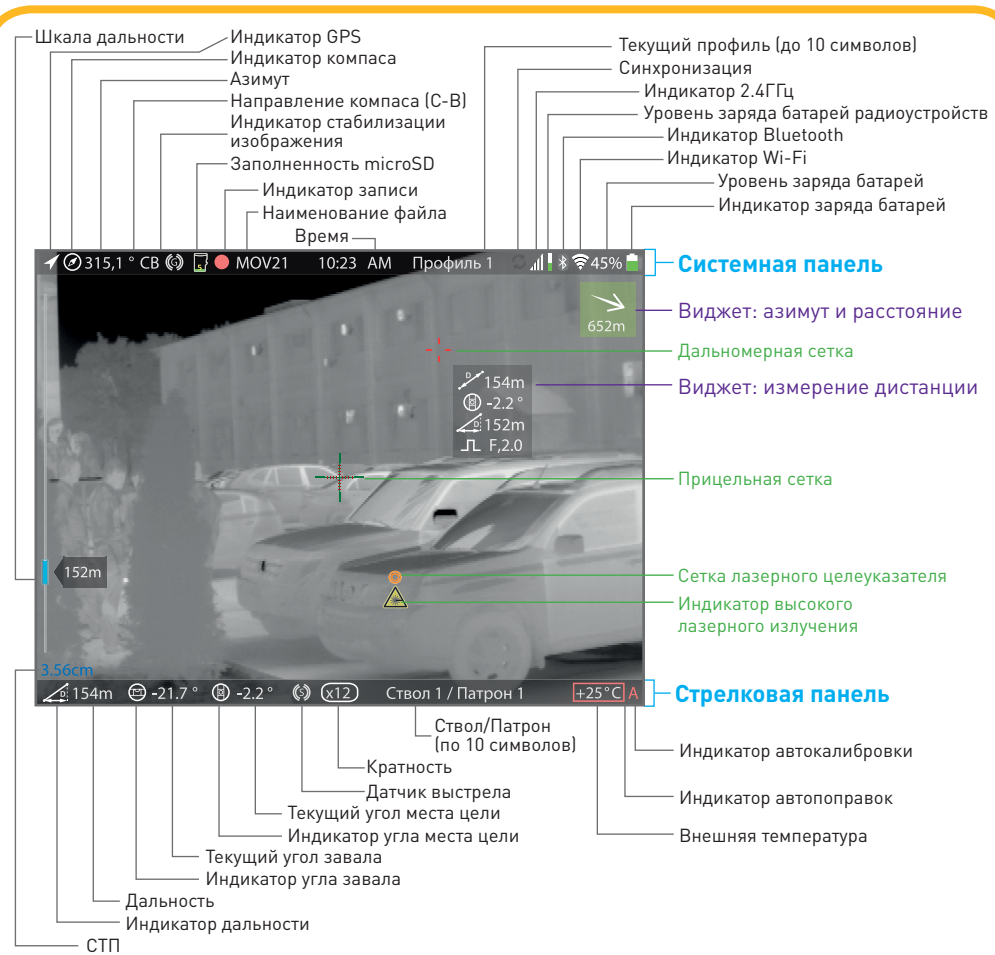 Шкала дальности
Индикатор GPS
Индикатор компаса
Азимут
Направление компаса (С-В)
Индикатор стабилизации
изображения
Заполненность microSD
Индикатор записи
Наименование файла
Время
Текущий профиль (до 10 символов)
Синхронизация
Индикатор 2.4ГГц
Уровень заряда батарей радиоустройств
Индикатор Bluetooth
Индикатор Wi-Fi
Уровень заряда батарей
Индикатор заряда батарей
315,1 ° СВ (G) S MOV21 10:23 AM Профиль 1 45%
Системная панель
652m
Виджет: азимут и расстояние
Дальномерная сетка
D 154m
-2.2 °
D 152m
F,2.0
Виджет: измерение дистанции
Прицельная сетка
152m
Сетка лазерного целеуказателя
Индикатор высокого
лазерного излучения
3.56cm
D 154m -21.7 ° -2.2 ° (S) x12 Ствол 1 / Патрон 1 +25°C A
Стрелковая панель
Ствол/Патрон
(по 10 символов)
Кратность
Датчик выстрела
Текущий угол места цели
Индикатор угла места цели
Текущий угол завала
Индикатор угла завала
Дальность
Индикатор дальности
СТП
Индикатор автокалибровки
Индикатор автопоправок
Внешняя температура